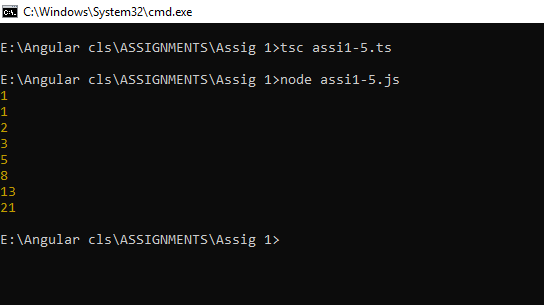 C:\Windows\System32\cmd.exe
E:\Angular cls\ASSIGNMENTS\Assig 1>tsc assi1-5.ts
E:\Angular cls\ASSIGNMENTS\Assig 1>node assi1-5.js
1
1
2
3
5
8
13
21
E:\Angular cls\ASSIGNMENTS\Assig 1>